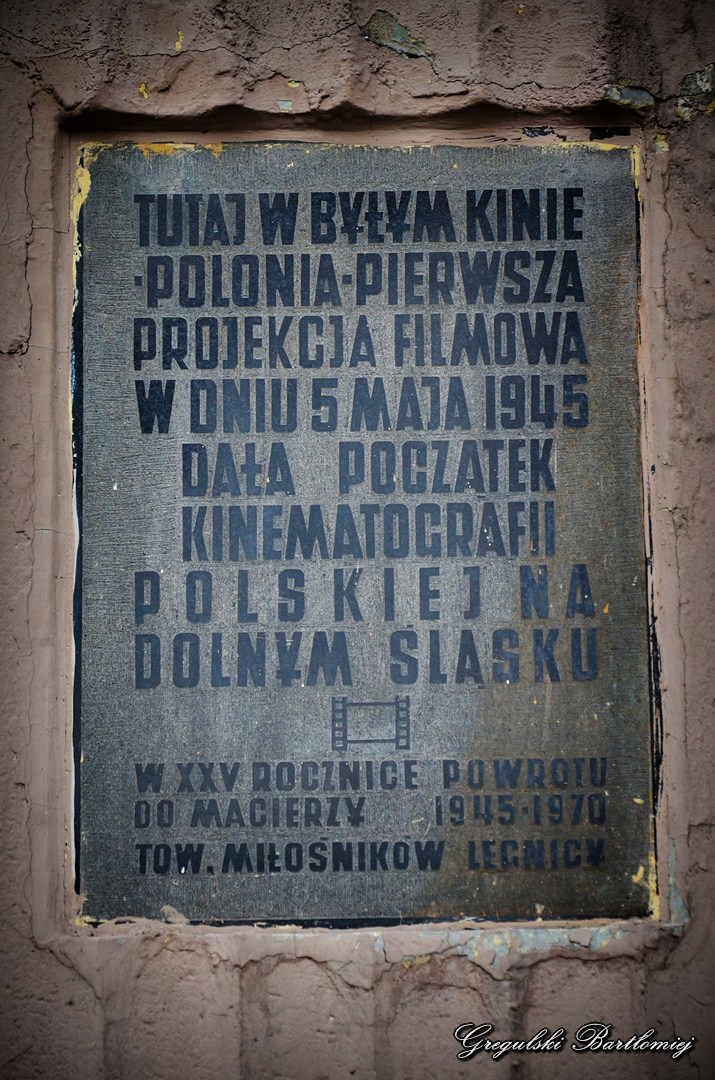 TUTAJ W BYŁYM KINIE
·POLONIA·PIERWSZA
PROJEKCJA FILMOWA
W DNIU 5 MAJA 1945
DAŁA POCZĄTEK
KINEMATOGRAFII
POLSKIEJ NA
DOLNYM ŚLĄSKU
W XXV ROCZNICĘ POWROTU
DO MACIERZY 1945-1970
TOW. MIŁOŚNIKÓW LEGNICY
Gregulski Bartłomiej